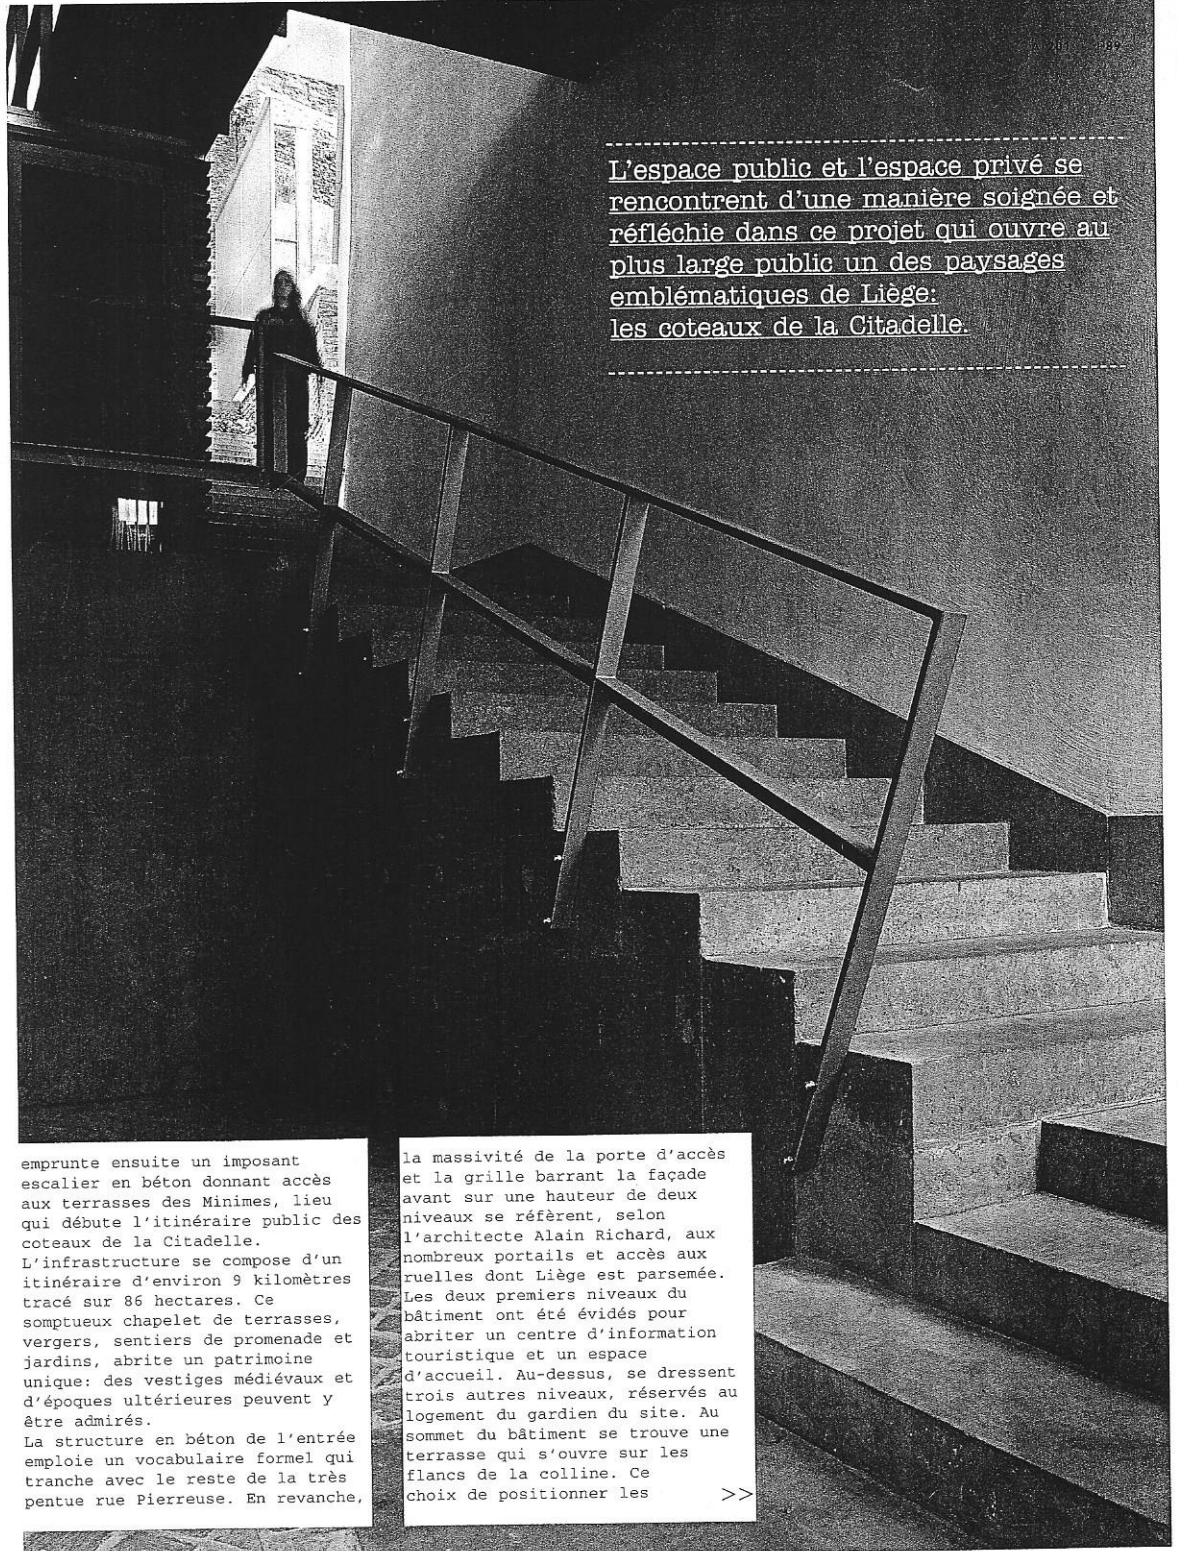 L'espace public et l'espace privé se
rencontrent d'une manière soignée et
réfléchie dans ce projet qui ouvre au
plus large public un des paysages
emblématiques de Liège:
les coteaux de la Citadelle.
emprunte ensuite un imposant
escalier en béton donnant accès
aux terrasses des Minimes, lieu
qui débute l'itinéraire public des
coteaux de la Citadelle.
L'infrastructure se compose d'un
itinéraire d'environ 9 kilomètres
tracé sur 86 hectares. Ce
somptueux chapelet de terrasses,
vergers, sentiers de promenade et
jardins, abrite un patrimoine
unique: des vestiges médiévaux et
d'époques ultérieures peuvent y
être admirés.
La structure en béton de l'entrée
emploie un vocabulaire formel qui
tranche avec le reste de la très
pentue rue Pierreuse. En revanche,
la massivité de la porte d'accès
et la grille barrant la façade
avant sur une hauteur de deux
niveaux se réfèrent, selon
l'architecte Alain Richard, aux
nombreux portails et accès aux
ruelles dont Liège est parsemée.
Les deux premiers niveaux du
bâtiment ont été évidés pour
abriter un centre d'information
touristique et un espace
d'accueil. Au-dessus, se dressent
trois autres niveaux, réservés au
logement du gardien du site. Au
sommet du bâtiment se trouve une
terrasse qui s'ouvre sur les
flancs de la colline. Ce
choix de positionner les >>